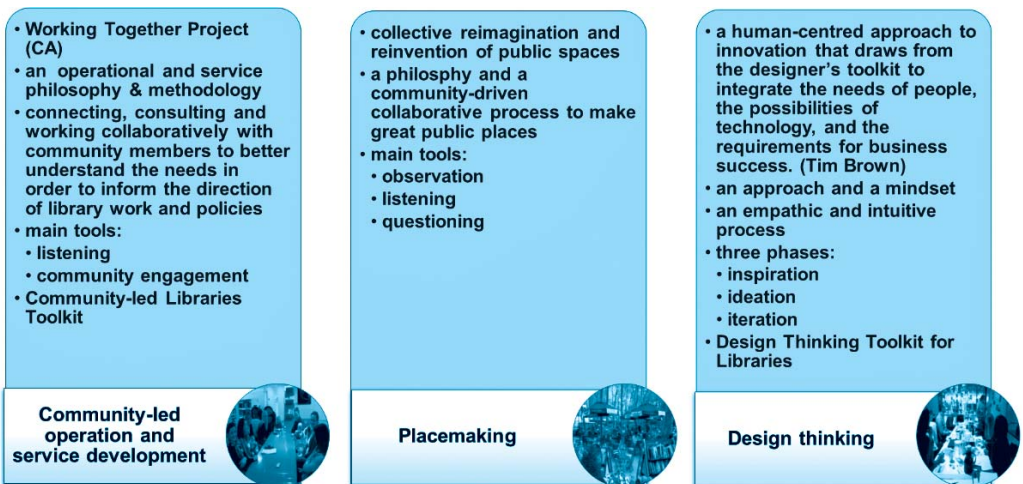 • Working Together Project
(CA)
• an operational and service
philosophy & methodology
• connecting, consulting and
working collaboratively with
community members to better
understand the needs in
order to inform the direction
of library work and policies
• main tools:
• listening
• community engagement
• Community-led Libraries
Toolkit
Community-led
operation and
service development
• collective reimagination and
reinvention of public spaces
• a philosphy and a
community-driven
collaborative process to make
great public places
• main tools:
• observation
• listening
• questioning
Placemaking
• a human-centred approach to
innovation that draws from
the designer's toolkit to
integrate the needs of people,
the possibilities of
technology, and the
requirements for business
success. (Tim Brown)
• an approach and a mindset
• an empathic and intuitive
process
• three phases:
• inspiration
• ideation
• iteration
• Design Thinking Toolkit for
Libraries
Design thinking